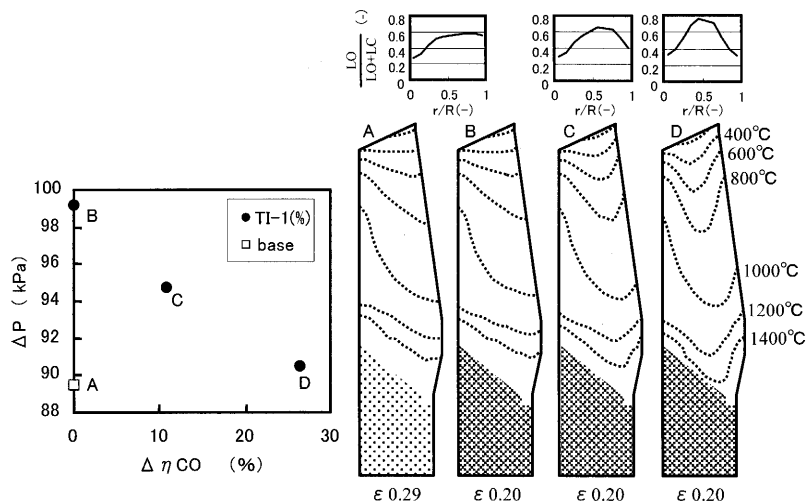 LO
LO+LC
(-)
0.8
0.6
0.4
0.2
0 0.5 1
r/R(-)
0.8
0.6
0.4
0.2
0 0.5 1
r/R(-)
0.8
0.6
0.4
0.2
0 0.5 1
r/R(-)
A B C D
400℃
600℃
800℃
1000℃
1200℃
1400℃
ε 0.29 ε 0.20 ε 0.20 ε 0.20
ΔP (kPa)
100
98
96
94
92
90
88
0 10 20 30
Δ η CO (%)
TI-1(%)
base
B
C
A
D